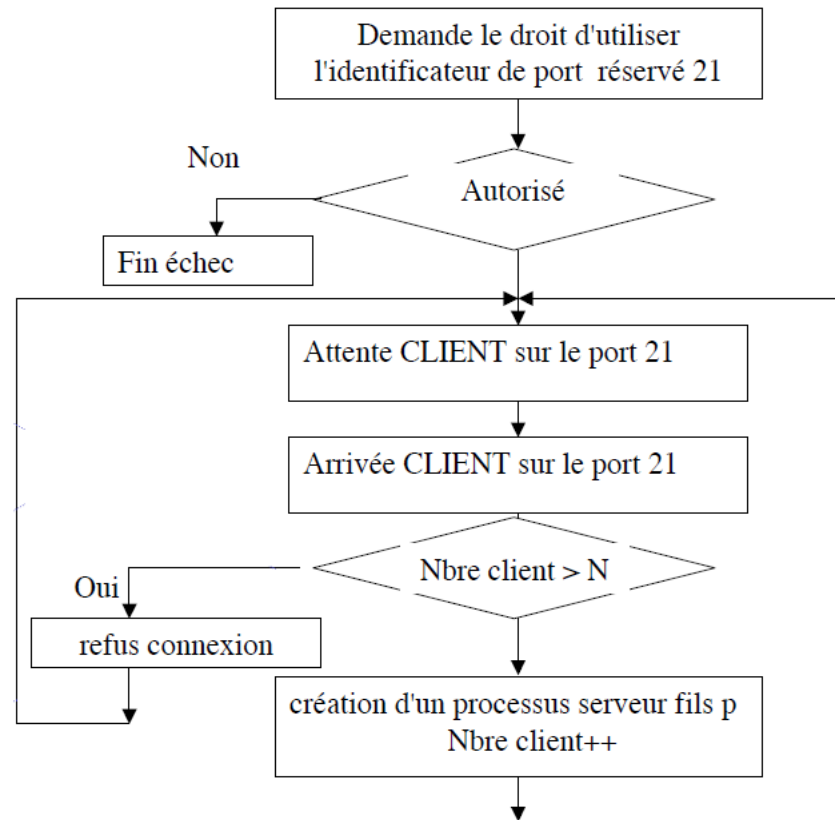 Demande le droit d'utiliser
l'identificateur de port réservé 21
Non
Autorisé
Fin échec
Attente CLIENT sur le port 21
Arrivée CLIENT sur le port 21
Nbre client > N
Oui
refus connexion
création d'un processus serveur fils p
Nbre client++